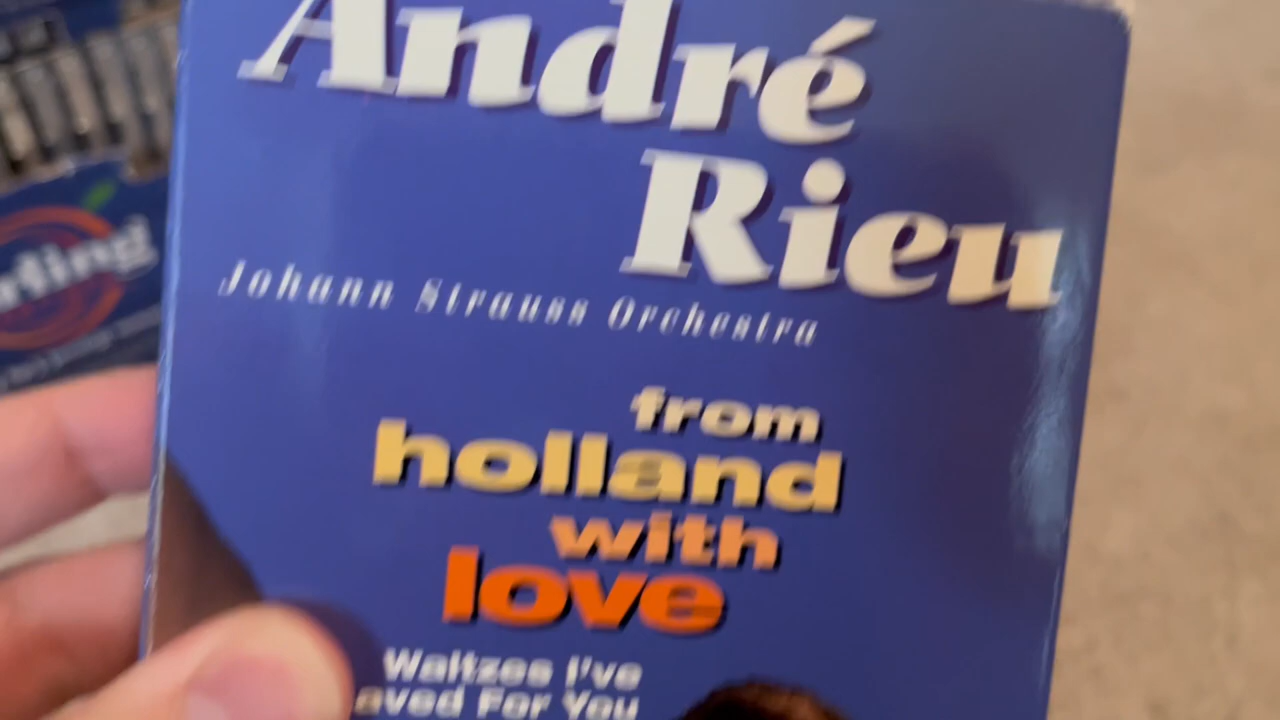 André
Rieu
Johann Strauss Orchestra
from
holland
with
love
Waltzes I've
aved For You